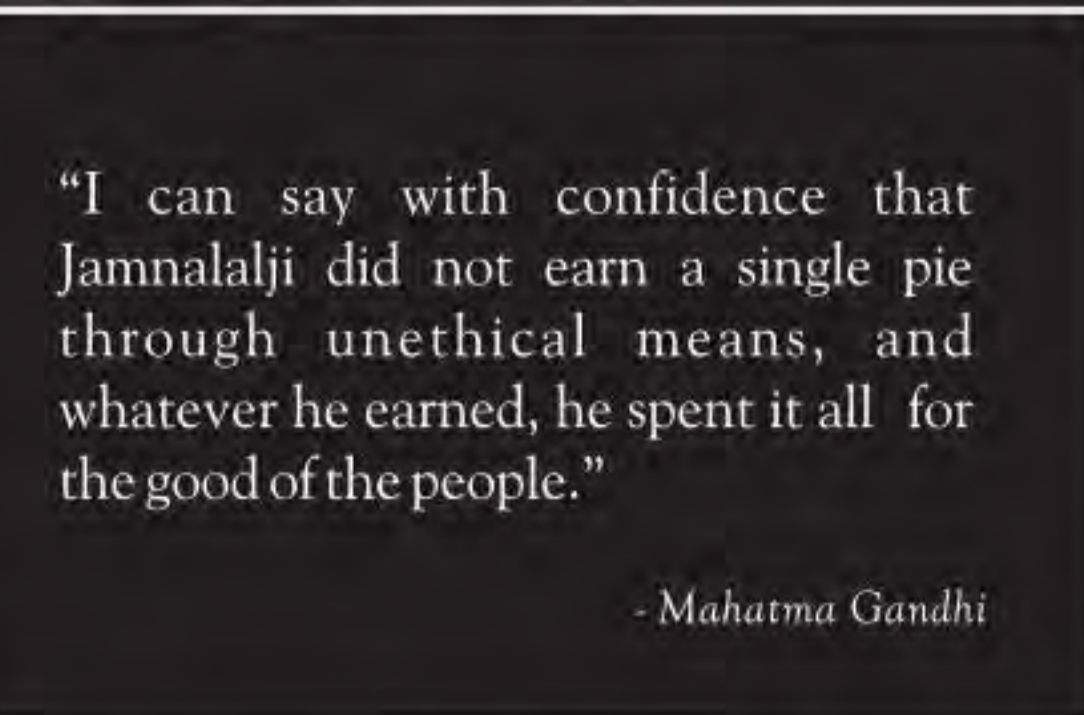 “I can say with confidence that
Jamnalalji did not earn a single pie
through unethical means, and
whatever he earned, he spent it all for
the good of the people.”
- Mahatma Gandhi